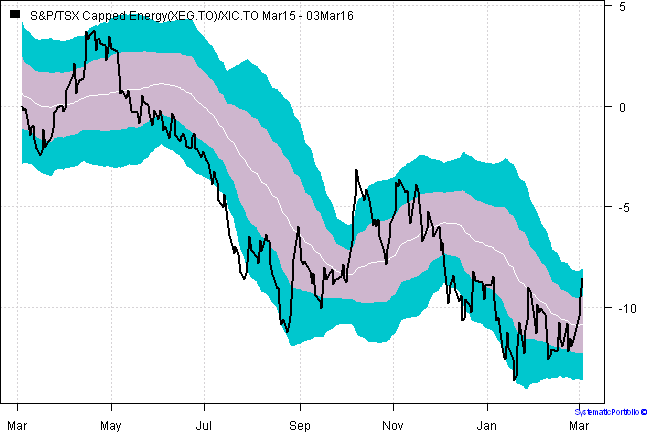 S&P/TSX Capped Energy(XEG.TO)/XIC.TO Mar15 - 03Mar16
5
0
-5
-10
Mar May Jul Sep Nov Jan Mar
SystematicPortfolio ©